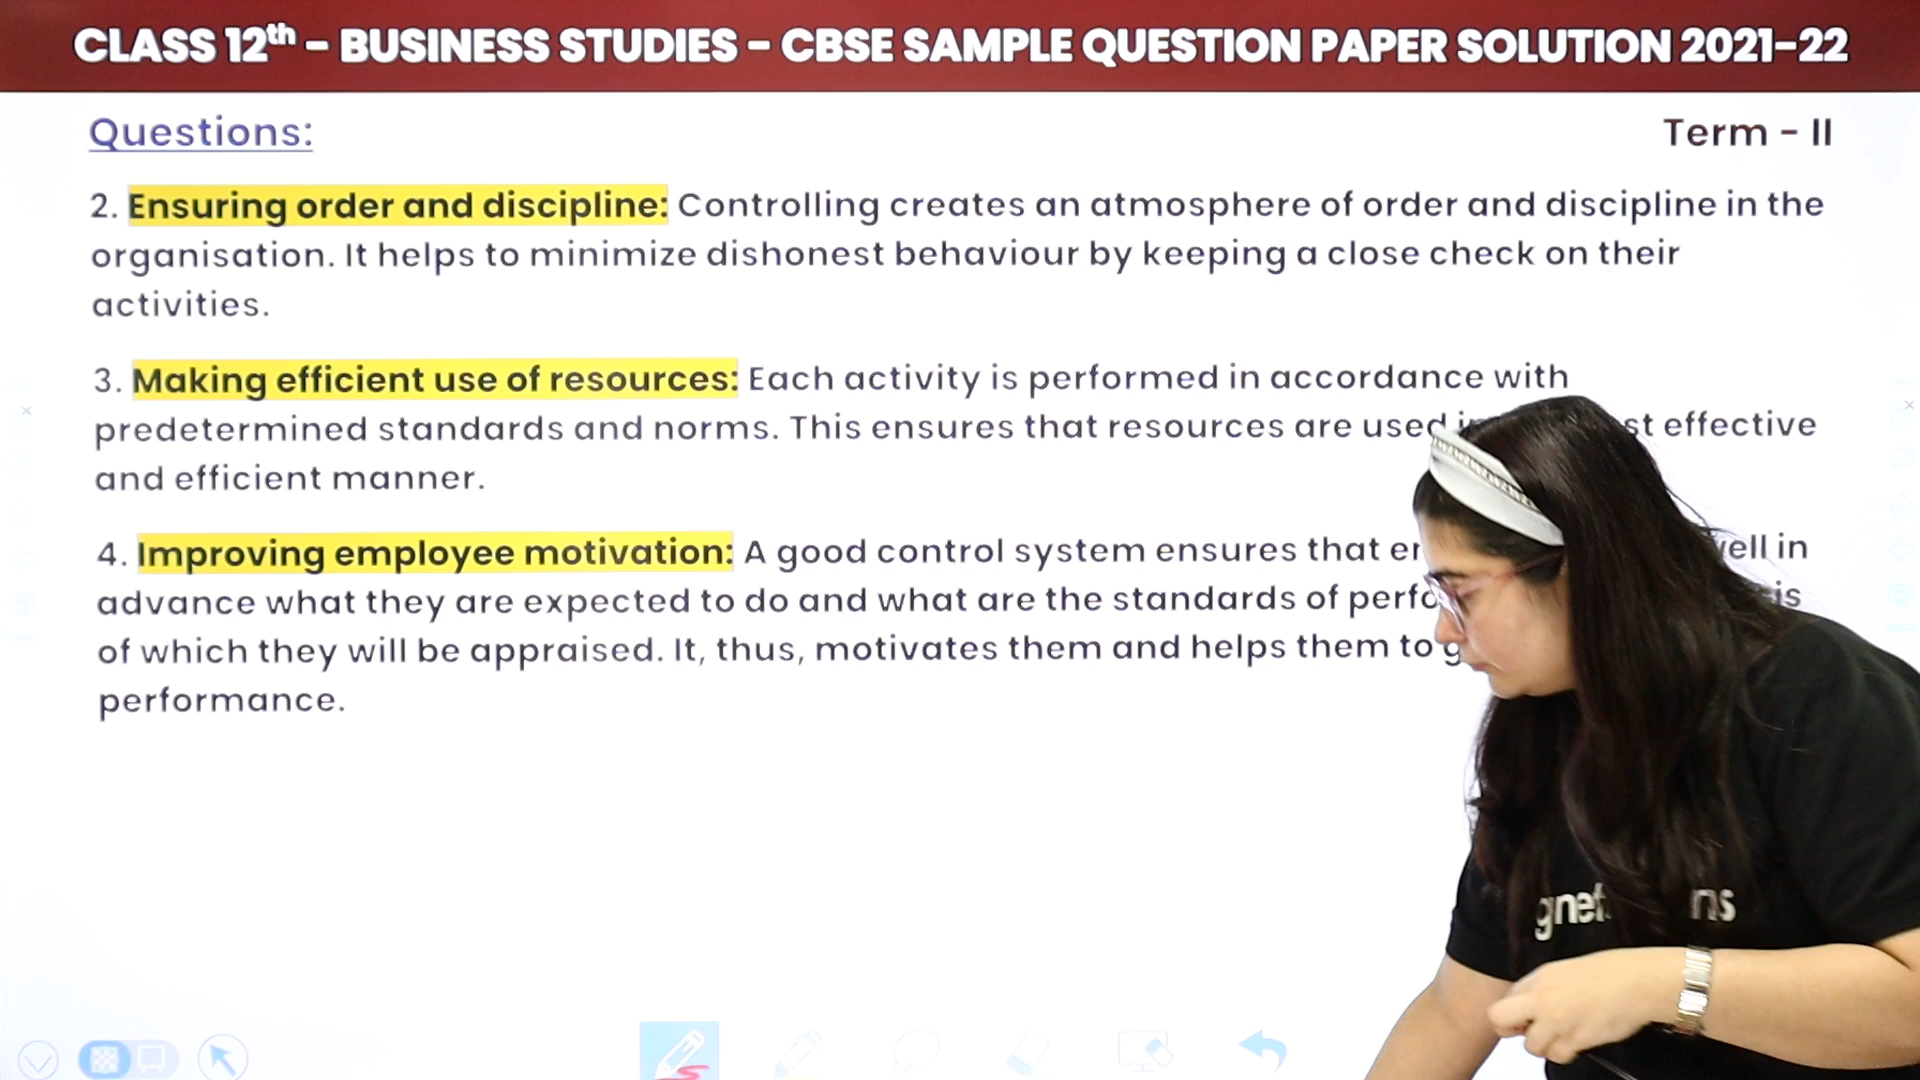 CLASS 12th – BUSINESS STUDIES – CBSE SAMPLE QUESTION PAPER SOLUTION 2021-22
Questions:
Term - II
2. Ensuring order and discipline: Controlling creates an atmosphere of order and discipline in the
organisation. It helps to minimize dishonest behaviour by keeping a close check on their
activities.
3. Making efficient use of resources: Each activity is performed in accordance with
predetermined standards and norms. This ensures that resources are used effective
and efficient manner.
4. Improving employee motivation: A good control system ensures that in
advance what they are expected to do and what are the standards of
of which they will be appraised. It, thus, motivates them and helps them to
performance.